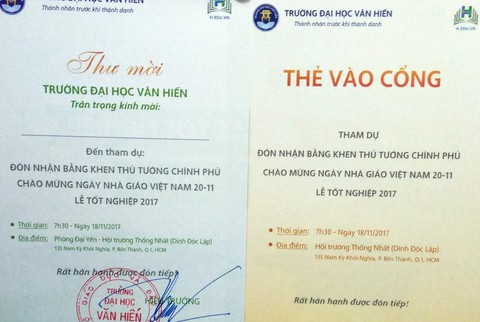 TRƯỜNG ĐẠI HỌC VĂN HIẾN
Thành nhân trước khi thành danh
H-EDU.VN
Thư mời
TRƯỜNG ĐẠI HỌC VĂN HIẾN
Trân trọng kính mời:
Đến tham dự:
ĐÓN NHẬN BẰNG KHEN THỦ TƯỚNG CHÍNH PHỦ
CHÀO MỪNG NGÀY NHÀ GIÁO VIỆT NAM 20-11
LỄ TỐT NGHIỆP 2017
Thời gian: 7h30 - Ngày 18/11/2017
Địa điểm: Phòng Đại Yến - Hội trường Thống Nhất (Dinh Độc Lập)
135 Nam Kỳ Khởi Nghĩa, P. Bến Thành, Q.1, HCM
Rất hân hạnh được đón tiếp!
HIỆU TRƯỞNG
TRƯỜNG
ĐẠI HỌC
VĂN HIẾN
TRƯỜNG ĐẠI HỌC VĂN HIẾN
Thành nhân trước khi thành danh
H-EDU.VN
THẺ VÀO CỔNG
THAM DỰ
ĐÓN NHẬN BẰNG KHEN THỦ TƯỚNG CHÍNH PHỦ
CHÀO MỪNG NGÀY NHÀ GIÁO VIỆT NAM 20-11
LỄ TỐT NGHIỆP 2017
Thời gian: 7h30 - Ngày 18/11/2017
Địa điểm: Hội trường Thống Nhất (Dinh Độc Lập)
135 Nam Kỳ Khởi Nghĩa, P. Bến Thành, Q.1, HCM
Rất hân hạnh được đón tiếp!